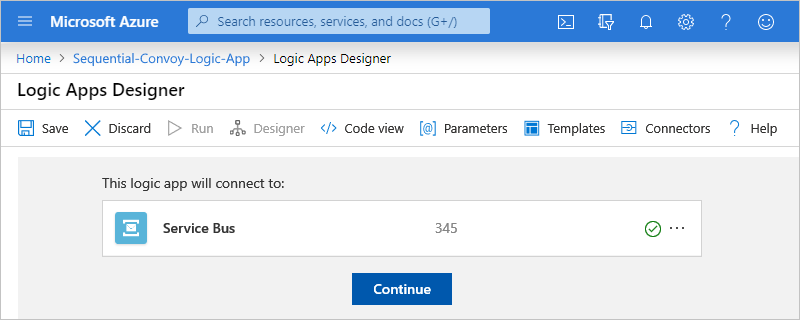 Microsoft Azure Search resources, services, and docs (G+/)
Home > Sequential-Convoy-Logic-App > Logic Apps Designer
Logic Apps Designer
Save Discard Run Designer </> Code view [@] Parameters Templates Connectors ? Help
This logic app will connect to:
Service Bus 345
Continue